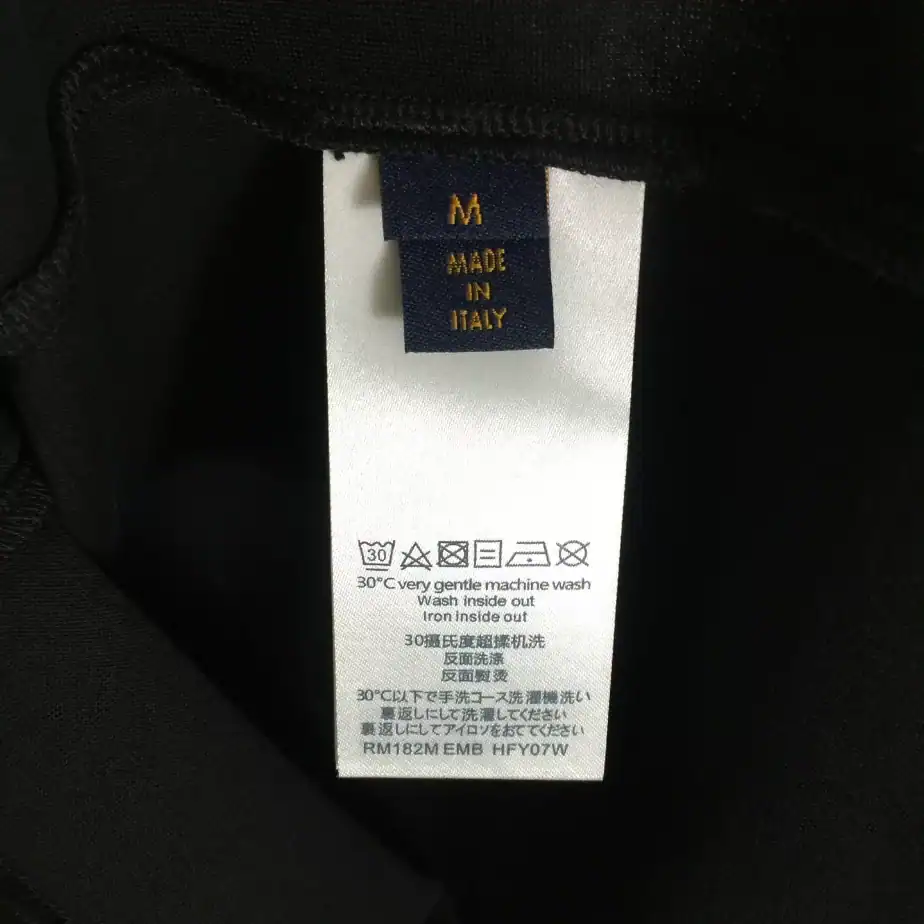 M
MADE
IN
ITALY
30
30°C very gentle machine wash
Wash inside out
Iron inside out
30摄氏度超揉机洗
反面洗涤
反面熨烫
30°C以下で手洗コース洗濯機洗い
裏返しにして洗濯してください
裏返しにしてアイロソをおててください
RM182M EMB HFY07W